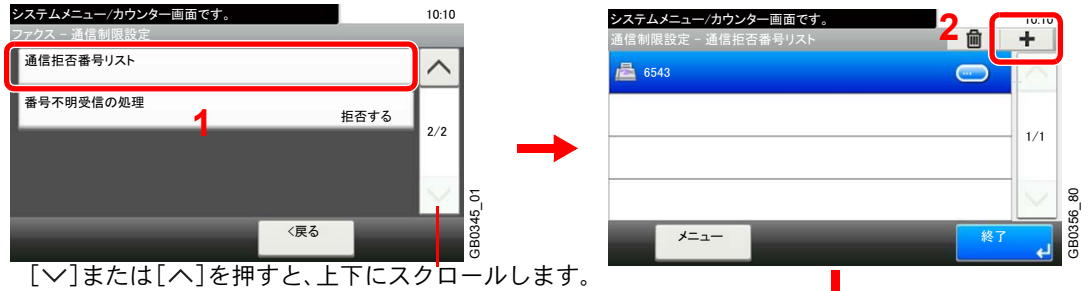 システムメニュー/カウンター画面です。
10:10
ファクス - 通信制限設定
通信拒否番号リスト
番号不明受信の処理
拒否する
1
2/2
<戻る
GB0345_01
[∨]または[∧]を押すと、上下にスクロールします。
システムメニュー/カウンター画面です。
10:10
通信制限設定 - 通信拒否番号リスト
2
+
6543
...
1/1
メニュー
終了
GB0356_80